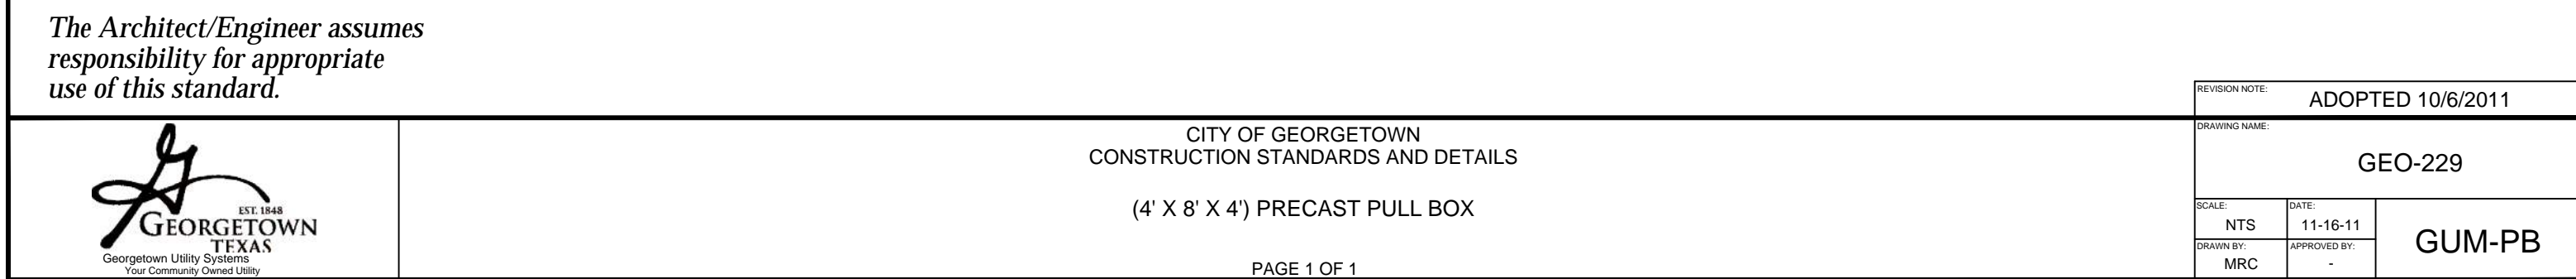 The Architect/Engineer assumes
responsibility for appropriate
use of this standard.
REVISION NOTE:
ADOPTED 10/6/2011
EST. 1848
GEORGETOWN
TEXAS
Georgetown Utility Systems
Your Community Owned Utility
CITY OF GEORGETOWN
CONSTRUCTION STANDARDS AND DETAILS
(4' X 8' X 4') PRECAST PULL BOX
PAGE 1 OF 1
DRAWING NAME:
GEO-229
SCALE:
NTS
DATE:
11-16-11
DRAWN BY:
MRC
APPROVED BY:
-
GUM-PB